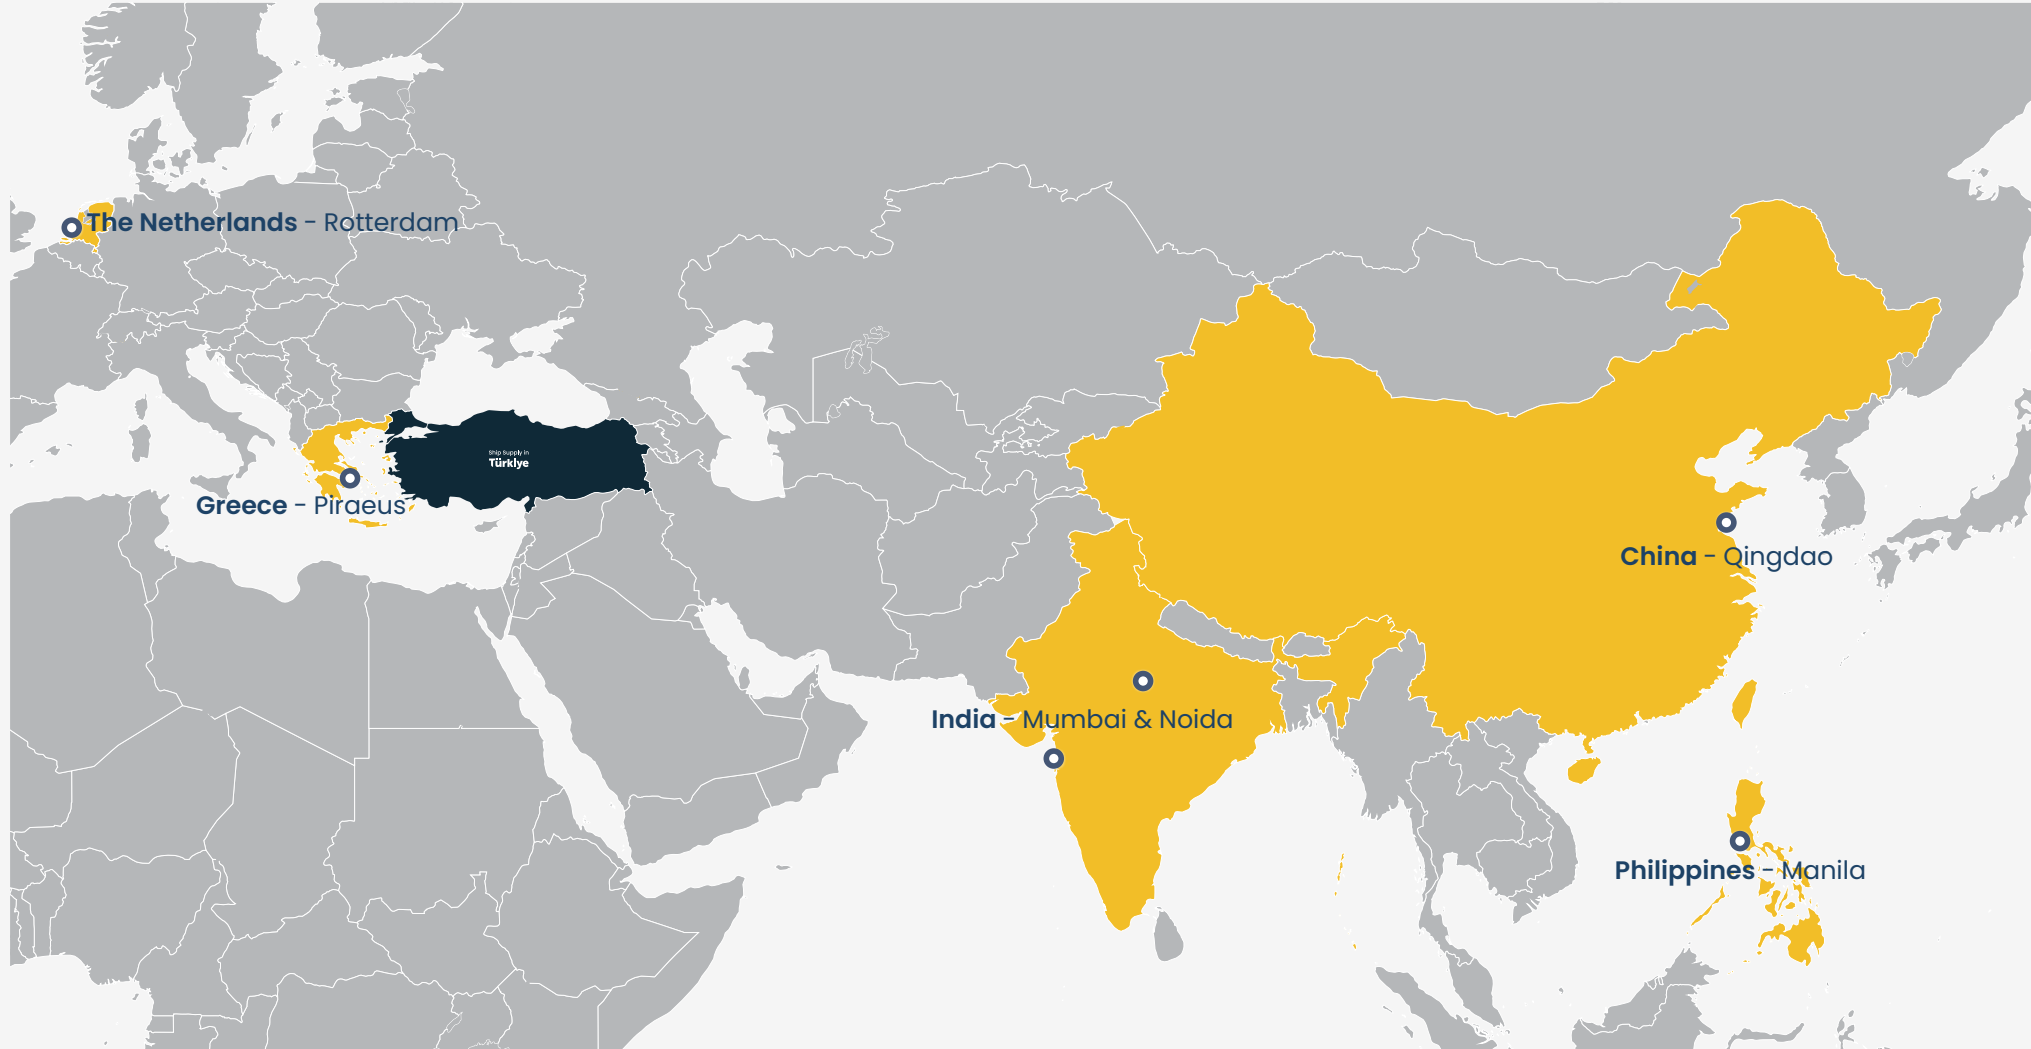 The Netherlands - Rotterdam
Ship Supply in
Türkiye
Greece - Piraeus
China - Qingdao
India - Mumbai & Noida
Philippines - Manila